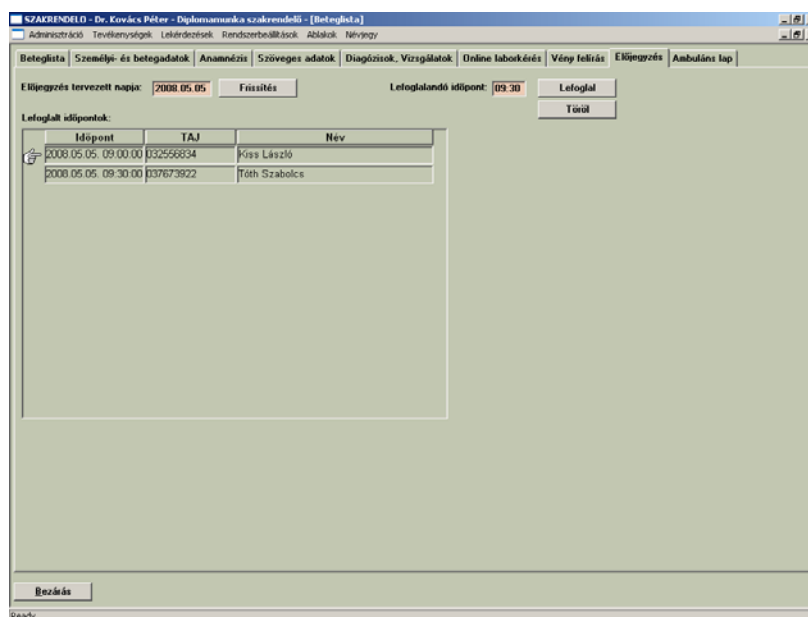 SZAKRENDELO - Dr. Kovács Péter - Diplomamunka szakrendelő - [Beteglista]
Adminisztráció Tevékenységek Lekérdezések Rendszerbeállítások Ablakok Névjegy
Beteglista Személyi- és betegadatok Anamnézis Szöveges adatok Diagózisok, Vizsgálatok Online laborkérés Vény felírás Előjegyzés Ambuláns lap
Előjegyzés tervezett napja: 2008.05.05 Frissítés Lefoglalandó időpont: 09:30 Lefoglal
Töröl
Lefoglalt időpontok:
Időpont TAJ Név
2008.05.05. 09:00:00 032556834 Kiss László
2008.05.05. 09:30:00 037673922 Tóth Szabolcs
Bezárás
Ready